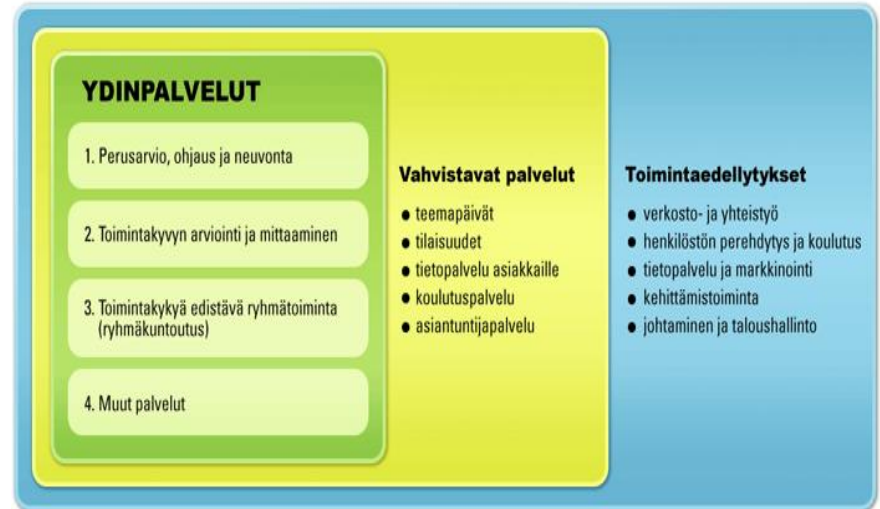 YDINPALVELUT
1. Perusarvio, ohjaus ja neuvonta
2. Toimintakyvyn arviointi ja mittaaminen
3. Toimintakykyä edistävä ryhmätoiminta
(ryhmäkuntoutus)
4. Muut palvelut
Vahvistavat palvelut
● teemapäivät
● tilaisuudet
● tietopalvelu asiakkaille
● koulutuspalvelu
● asiantuntijapalvelu
Toimintaedellytykset
● verkosto- ja yhteistyö
● henkilöstön perehdytys ja koulutus
● tietopalvelu ja markkinointi
● kehittämistoiminta
● johtaminen ja taloushallinto